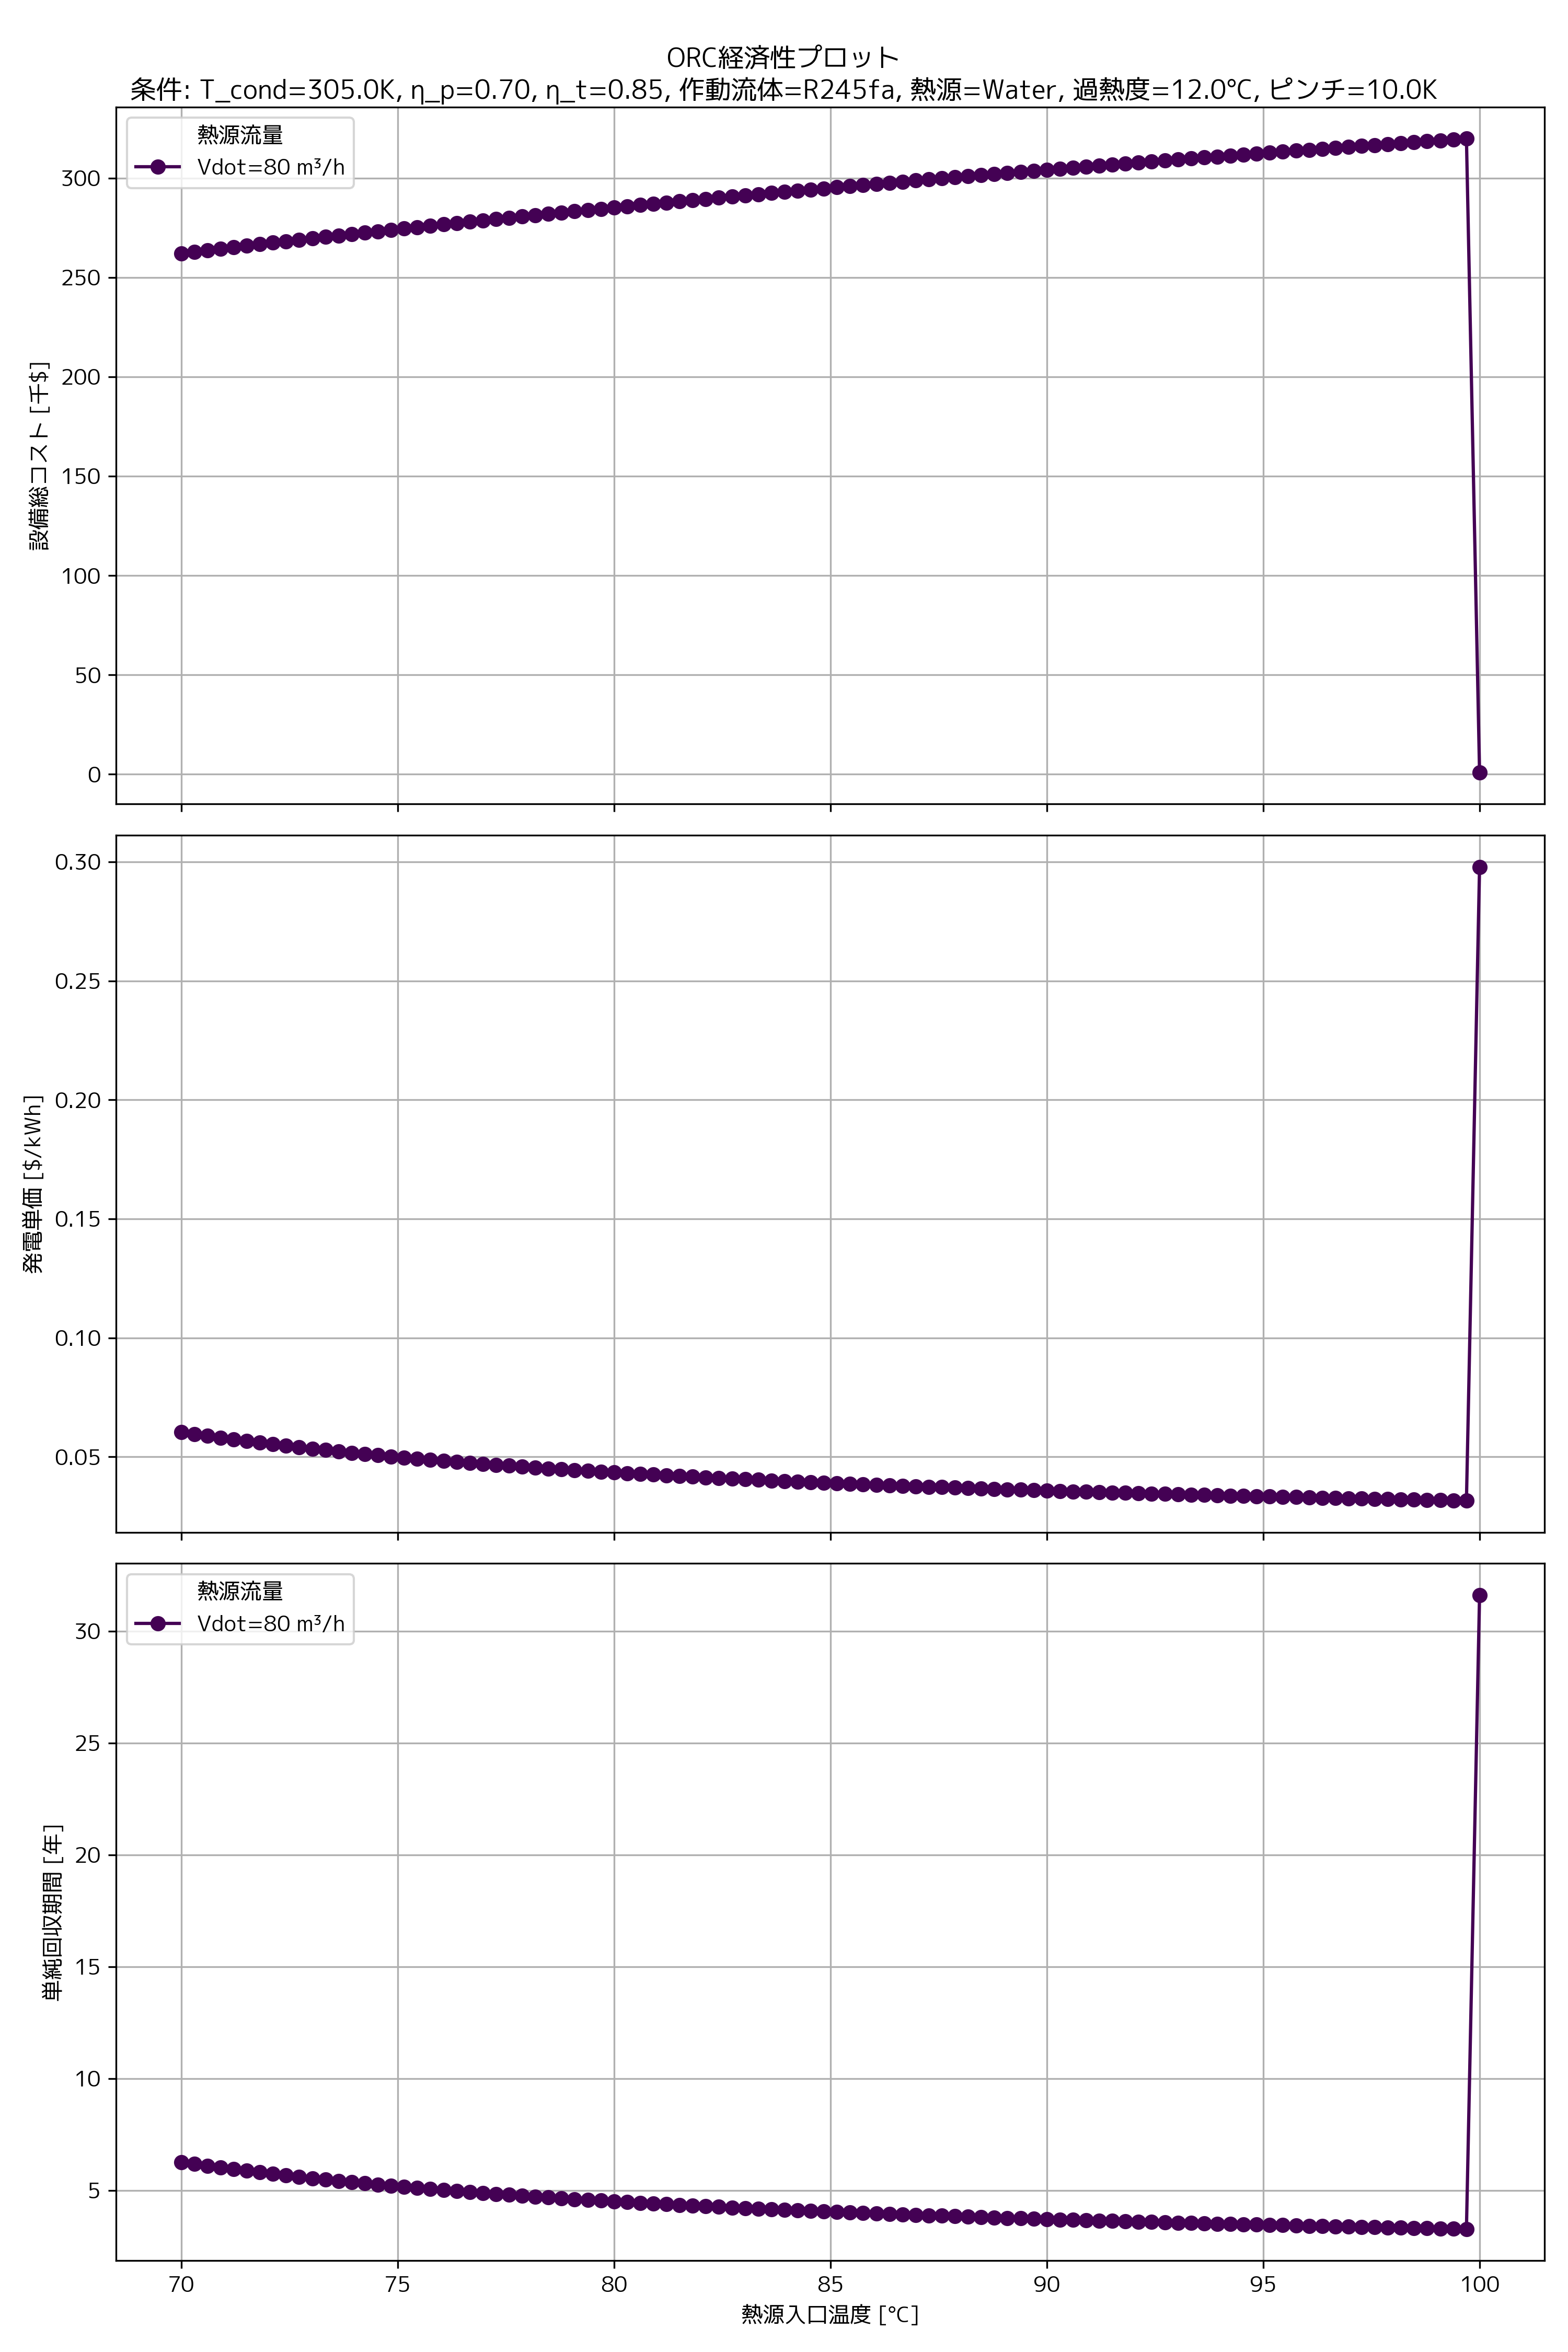 ORC経済性プロット
条件: T_cond=305.0K, η_p=0.70, η_t=0.85, 作動流体=R245fa, 熱源=Water, 過熱度=12.0°C, ピンチ=10.0K
熱源流量
Vdot=80 m³/h
設備総コスト [千$]
300
250
200
150
100
50
0
発電単価 [$/kWh]
0.30
0.25
0.20
0.15
0.10
0.05
熱源流量
Vdot=80 m³/h
単純回収期間 [年]
30
25
20
15
10
5
70 75 80 85 90 95 100
熱源入口温度 [°C]